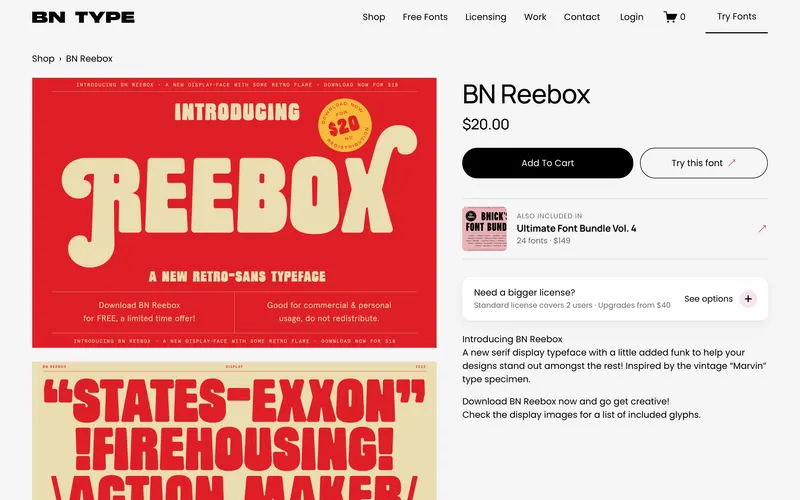 BN TYPE
Shop Free Fonts Licensing Work Contact Login 0 Try Fonts
Shop › BN Reebox
INTRODUCING BN REEBOX - A NEW DISPLAY-FACE WITH SOME RETRO FLARE - DOWNLOAD NOW FOR $18
INTRODUCING
DOWNLOAD NOW
FOR
$20
NO
REDISTRIBUTION
REEBOX
A NEW RETRO-SANS TYPEFACE
Download BN Reebox
for FREE, a limited time offer!
Good for commercial & personal
usage, do not redistribute.
INTRODUCING BN REEBOX - A NEW DISPLAY-FACE WITH SOME RETRO FLARE - DOWNLOAD NOW FOR $18
BN REEBOX DISPLAY 2022
“STATES-EXXON”
!FIREHOUSING!
\ACTION MAKER/
BN Reebox
$20.00
Add To Cart
Try this font ↗
BNICK'S
FONT BUND
ALSO INCLUDED IN
Ultimate Font Bundle Vol. 4
24 fonts · $149
↗
Need a bigger license?
Standard license covers 2 users · Upgrades from $40
See options +
Introducing BN Reebox
A new serif display typeface with a little added funk to help your
designs stand out amongst the rest! Inspired by the vintage “Marvin”
type specimen.
Download BN Reebox now and go get creative!
Check the display images for a list of included glyphs.